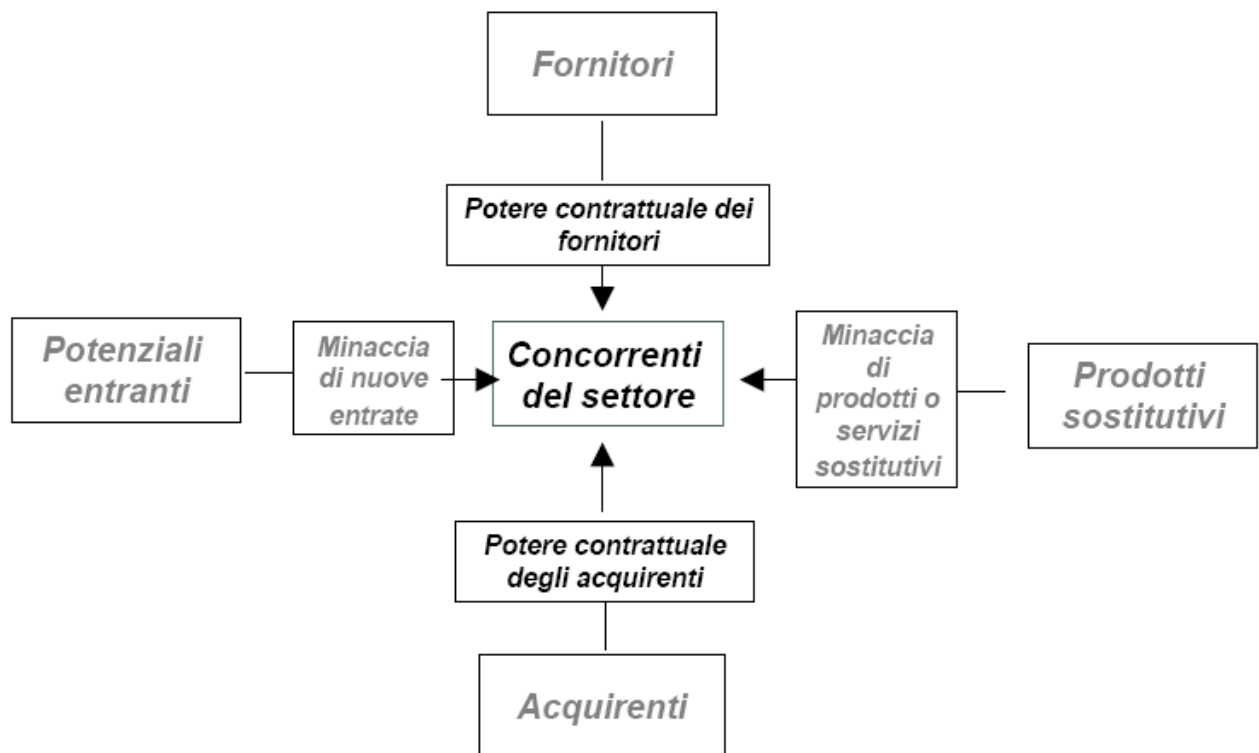 Fornitori
Potere contrattuale dei
fornitori
Potenziali
entranti
Minaccia
di nuove
entrate
Concorrenti
del settore
Minaccia
di
prodotti o
servizi
sostitutivi
Prodotti
sostitutivi
Potere contrattuale
degli acquirenti
Acquirenti